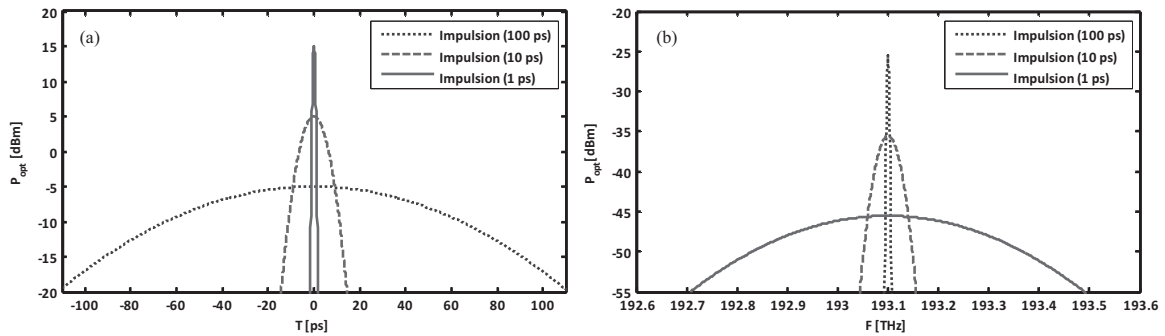 (a)
Impulsion (100 ps)
Impulsion (10 ps)
Impulsion (1 ps)
20
15
10
5
0
-5
-10
-15
20
P_opt [dBm]
-100 -80 -60 -40 -20 0 20 40 60 80 100
T [ps]
(b)
Impulsion (100 ps)
Impulsion (10 ps)
Impulsion (1 ps)
-20
-25
-30
-35
-40
-45
-50
-55
P_opt [dBm]
192.6 192.7 192.8 192.9 193 193.1 193.2 193.3 193.4 193.5 193.6
F [THz]